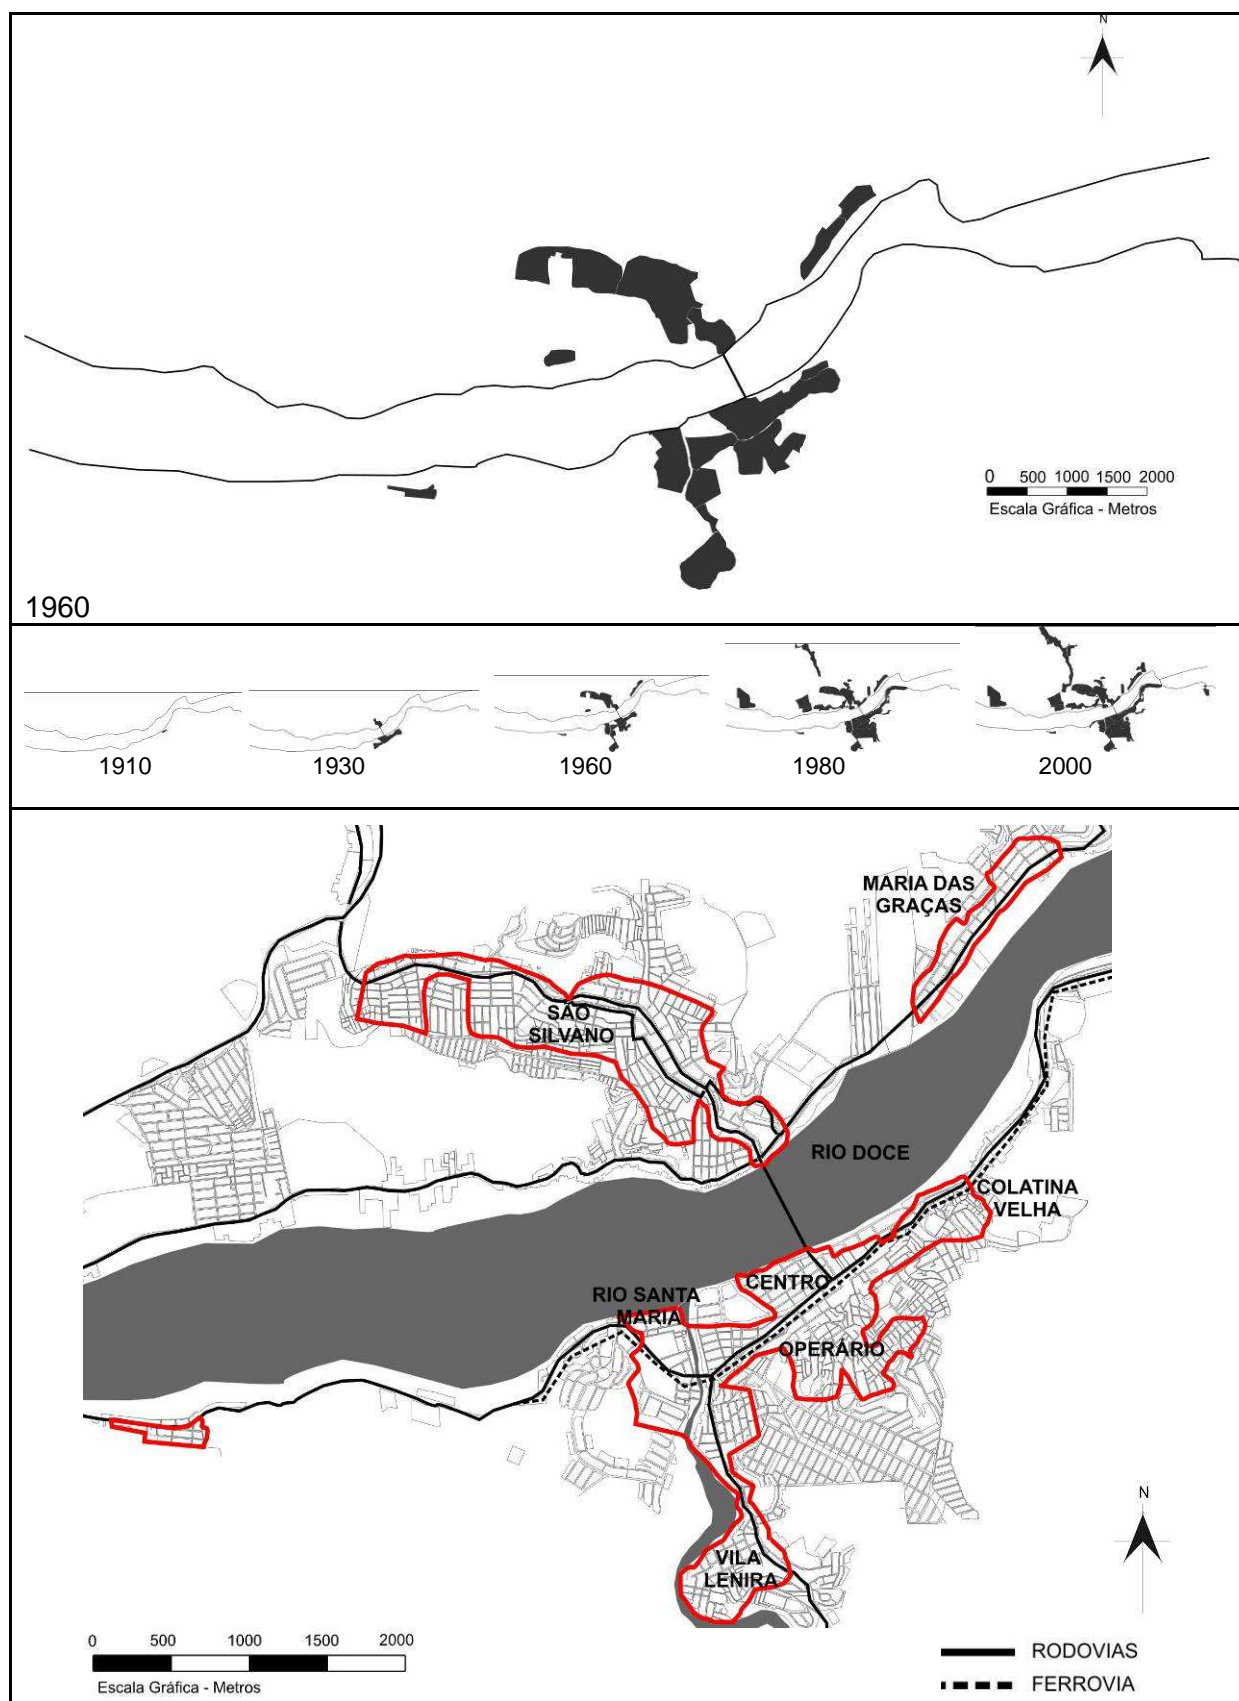 N
0 500 1000 1500 2000
Escala Gráfica - Metros
1960
1910 1930 1960 1980 2000
MARIA DAS
GRAÇAS
SÃO
SILVANO
RIO DOCE
COLATINA
VELHA
CENTRO
RIO SANTA
MARIA
OPERÁRIO
VILA
LENIRA
N
0 500 1000 1500 2000
Escala Gráfica - Metros
RODOVIAS
FERROVIA